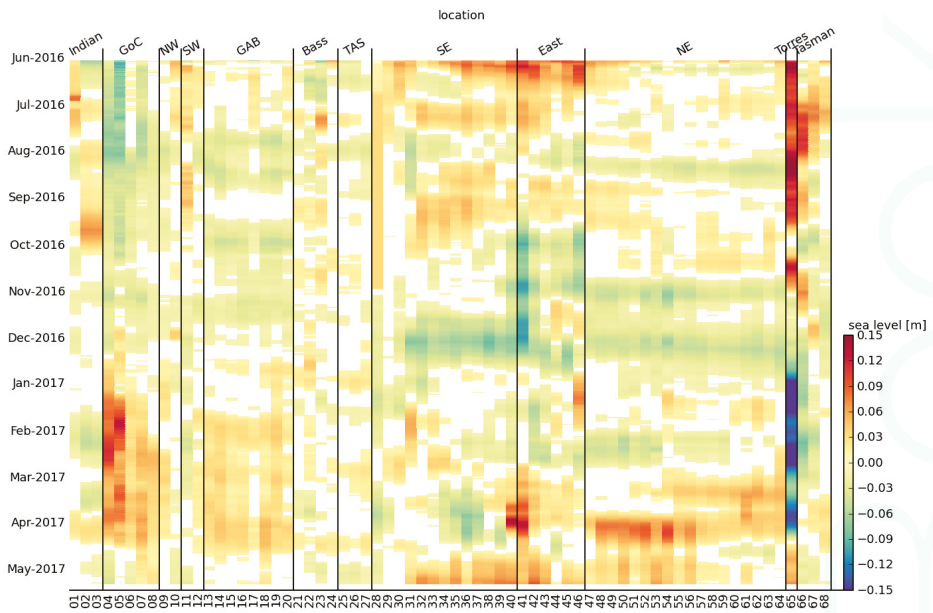 location
Indian GoC NW SW GAB Bass TAS SE East NE Torres Tasman
Jun-2016
Jul-2016
Aug-2016
Sep-2016
Oct-2016
Nov-2016
Dec-2016
Jan-2017
Feb-2017
Mar-2017
Apr-2017
May-2017
sea level [m]
0.15
0.12
0.09
0.06
0.03
0.00
−0.03
−0.06
−0.09
−0.12
−0.15
01 02 03 04 05 06 07 08 09 10 11 12 13 14 15 16 17 18 19 20 21 22 23 24 25 26 27 28 29 30 31 32 33 34 35 36 37 38 39 40 41 42 43 44 45 46 47 48 49 50 51 52 53 54 55 56 57 58 59 60 61 62 63 64 65 66 67 68